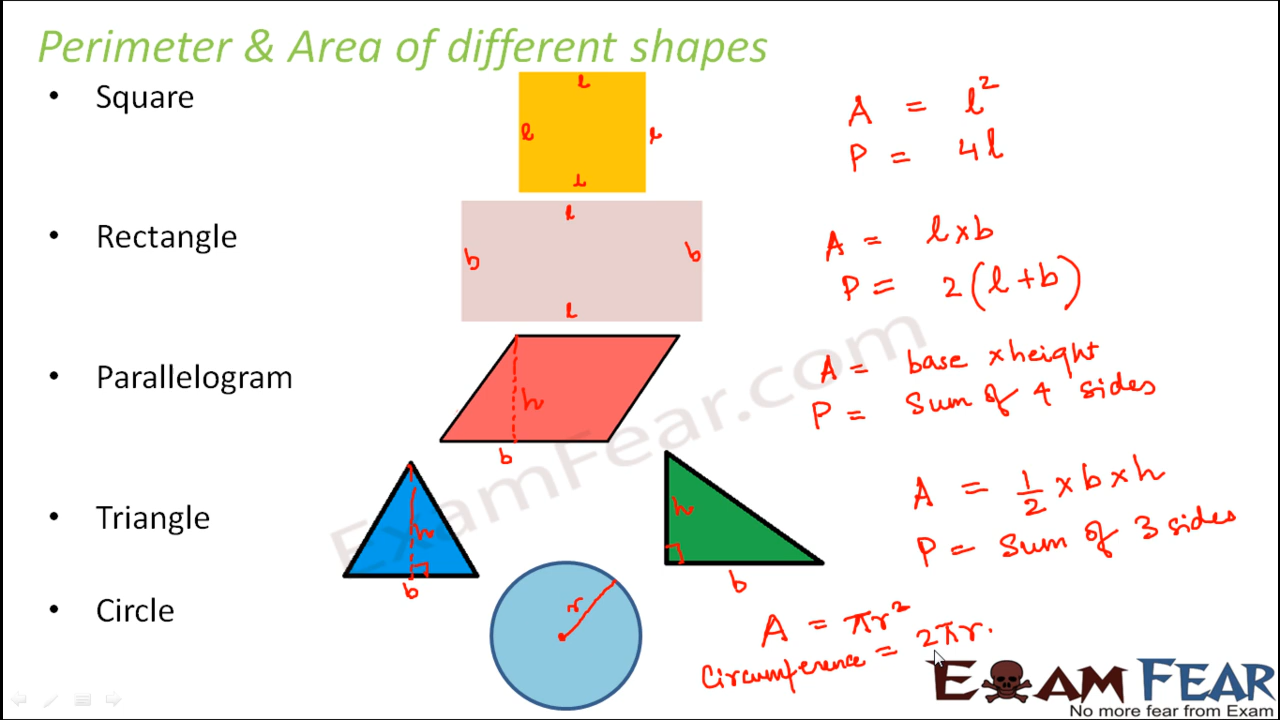 Perimeter & Area of different shapes
• Square
l
l
l
l
A = l²
P = 4l
• Rectangle
l
b
b
l
A = l x b
P = 2(l+b)
• Parallelogram
h
b
A = base x height
P = Sum of 4 sides
• Triangle
h
b
h
b
A = 1/2 x b x h
P = Sum of 3 sides
• Circle
r
A = πr²
Circumference = 2πr.
ExamFear.com
EXAM FEAR
No more fear from Exam